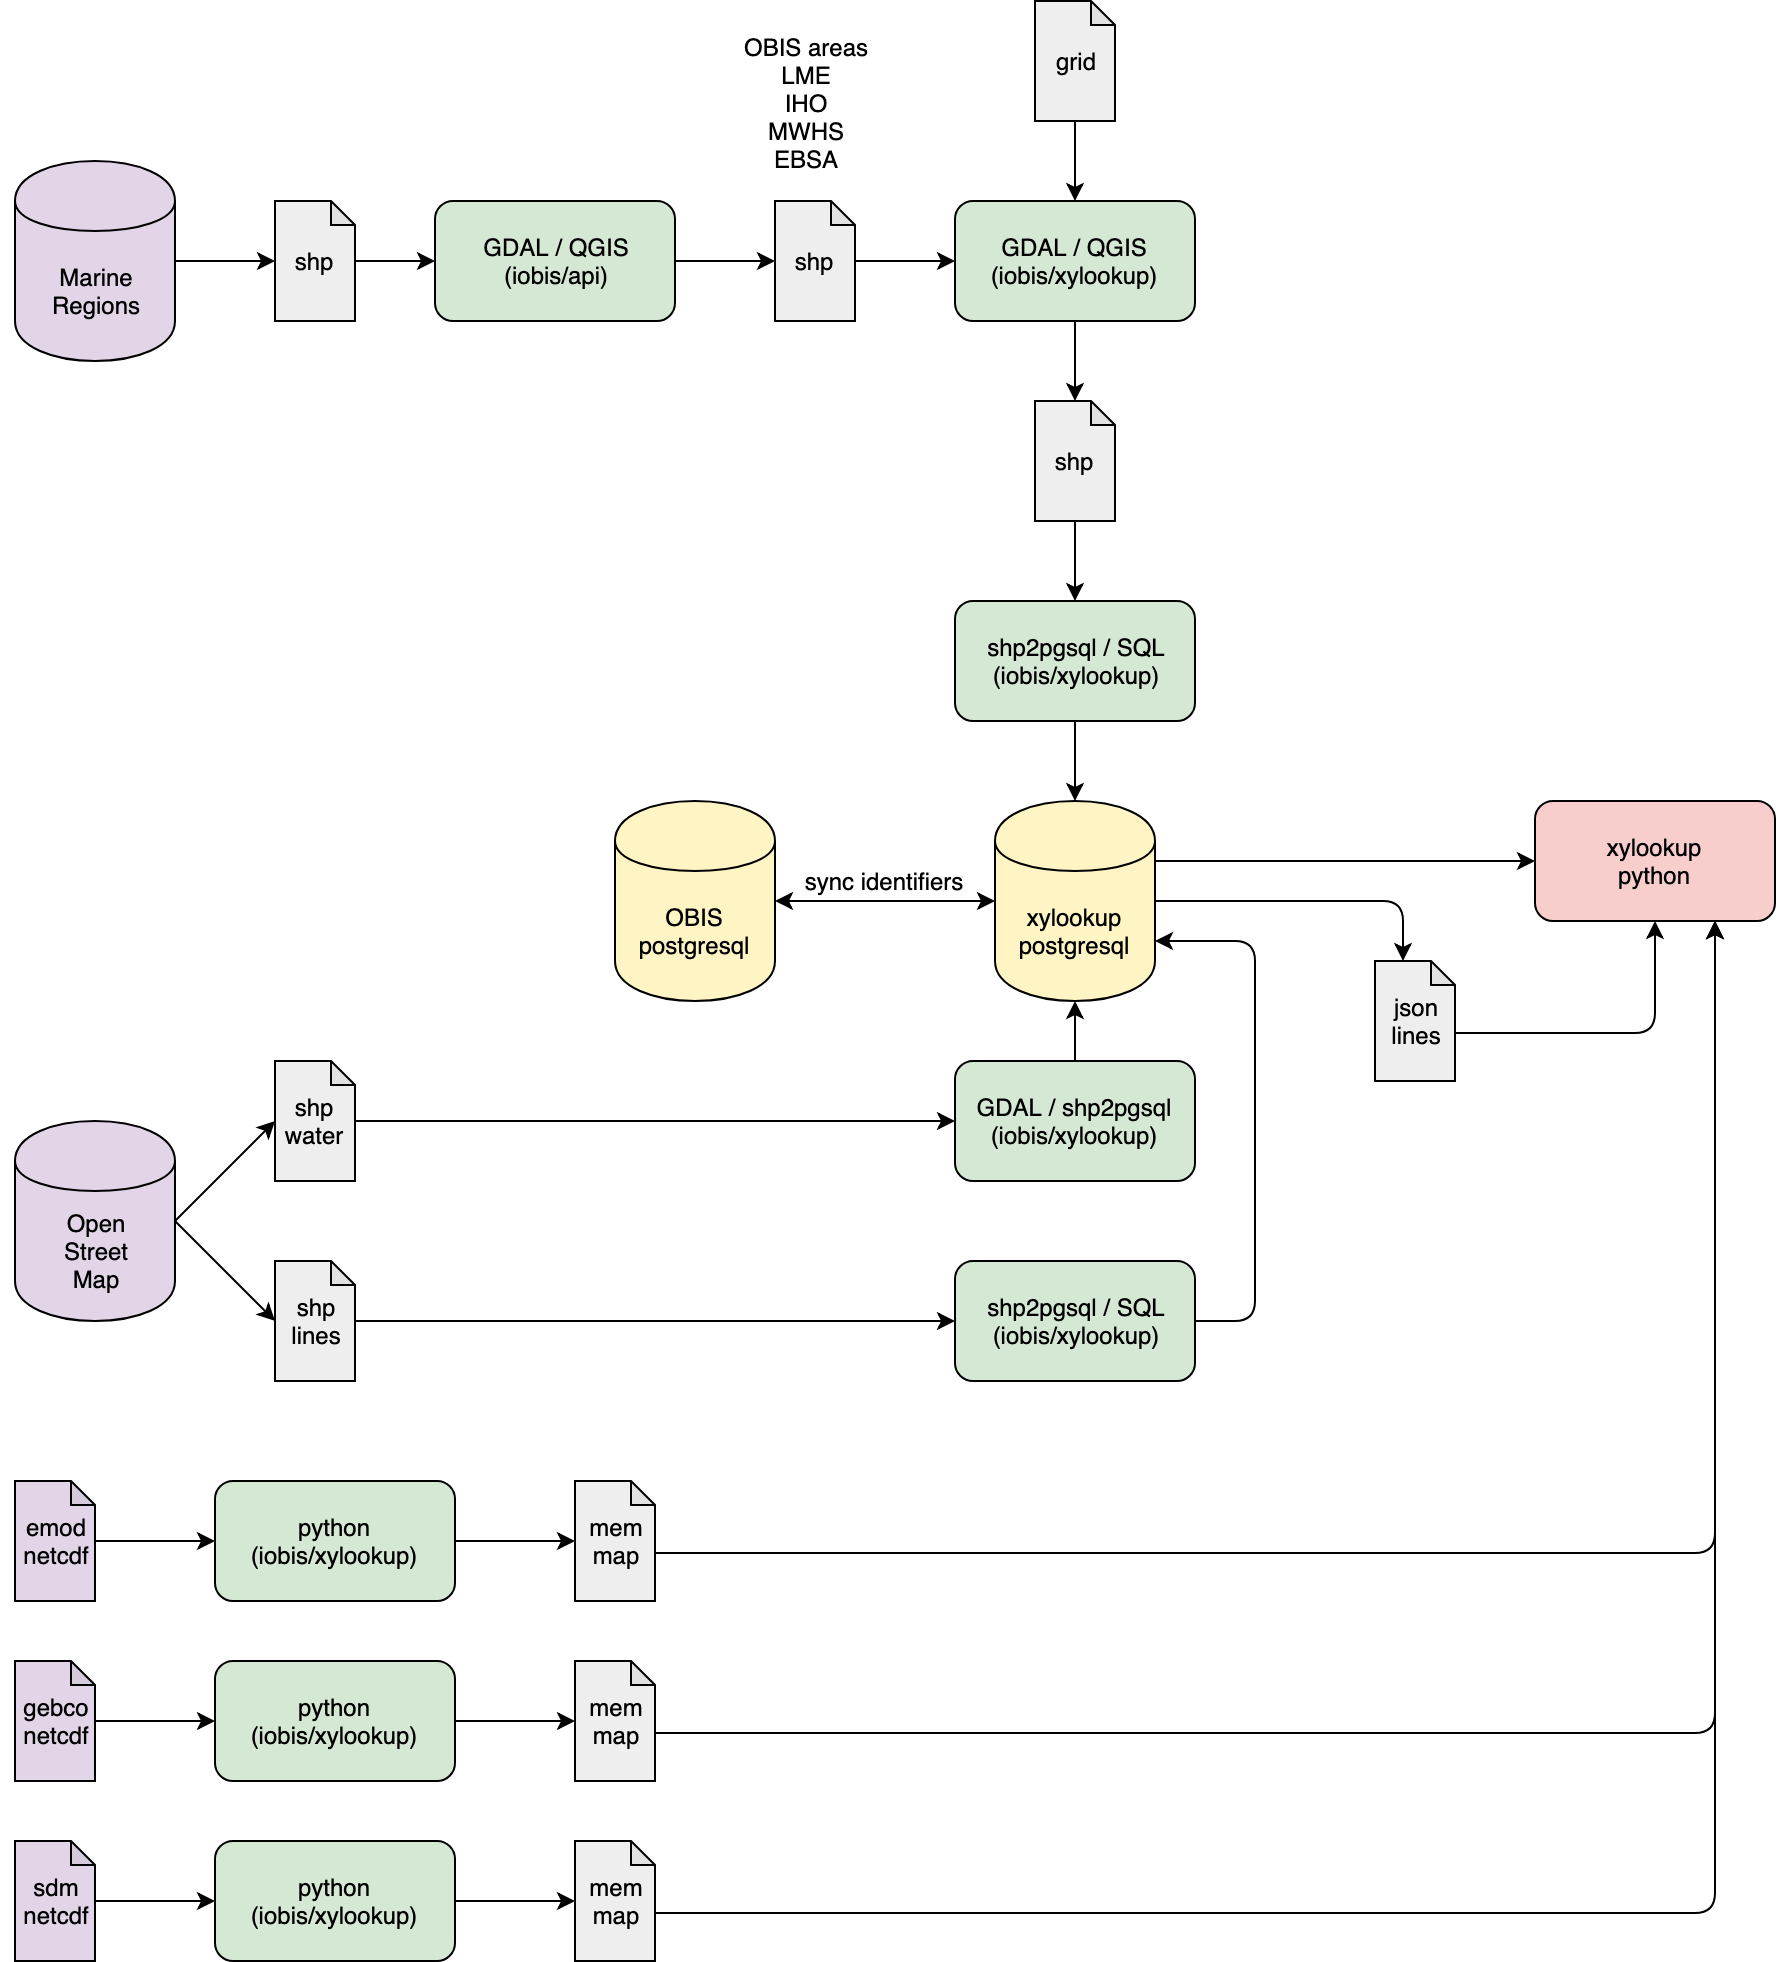 OBIS areas
LME
IHO
MWHS
EBSA
grid
Marine
Regions
shp
GDAL / QGIS
(iobis/api)
shp
GDAL / QGIS
(iobis/xylookup)
shp
shp2pgsql / SQL
(iobis/xylookup)
OBIS
postgresql
sync identifiers
xylookup
postgresql
xylookup
python
json
lines
Open
Street
Map
shp
water
GDAL / shp2pgsql
(iobis/xylookup)
shp
lines
shp2pgsql / SQL
(iobis/xylookup)
emod
netcdf
python
(iobis/xylookup)
mem
map
gebco
netcdf
python
(iobis/xylookup)
mem
map
sdm
netcdf
python
(iobis/xylookup)
mem
map